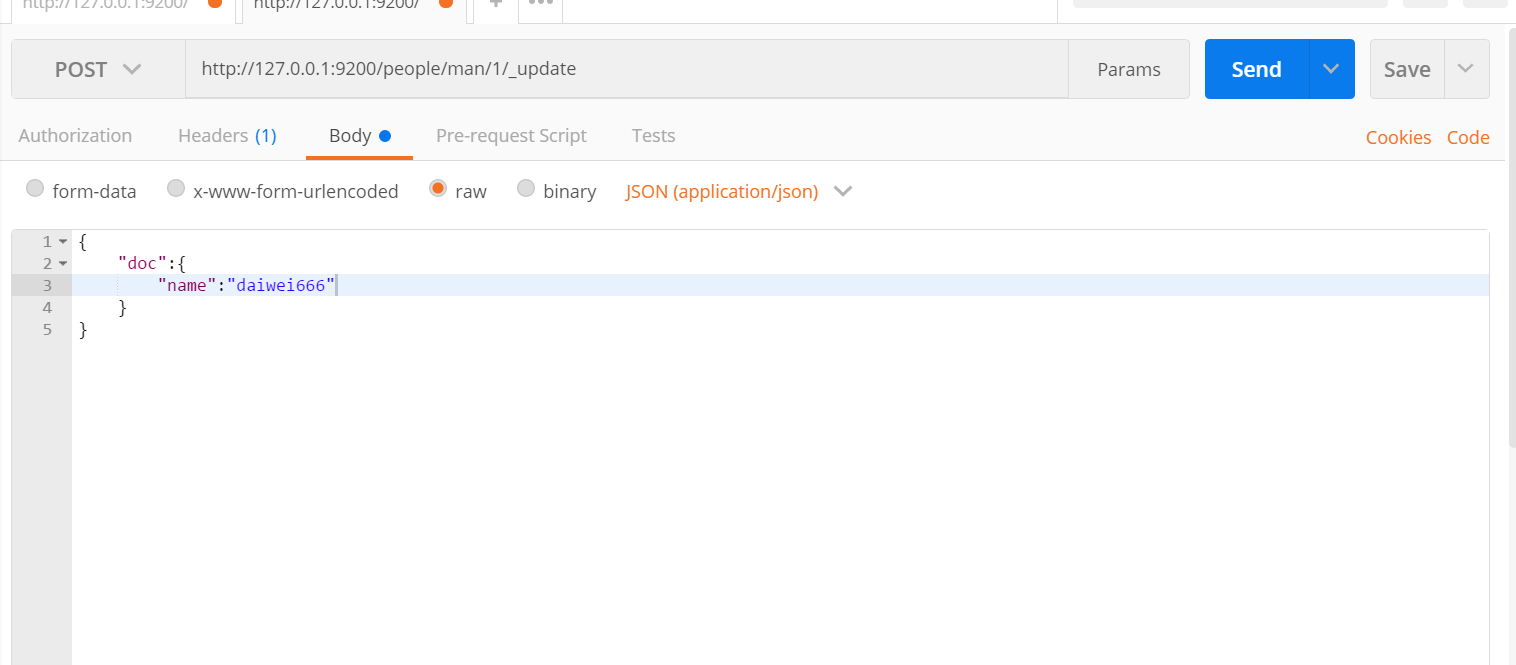 http://127.0.0.1:9200/ http://127.0.0.1:9200/ + •••
POST http://127.0.0.1:9200/people/man/1/_update Params Send Save
Authorization Headers (1) Body Pre-request Script Tests Cookies Code
form-data x-www-form-urlencoded raw binary JSON (application/json)
1 {
2 "doc":{
3 "name":"daiwei666"
4 }
5 }